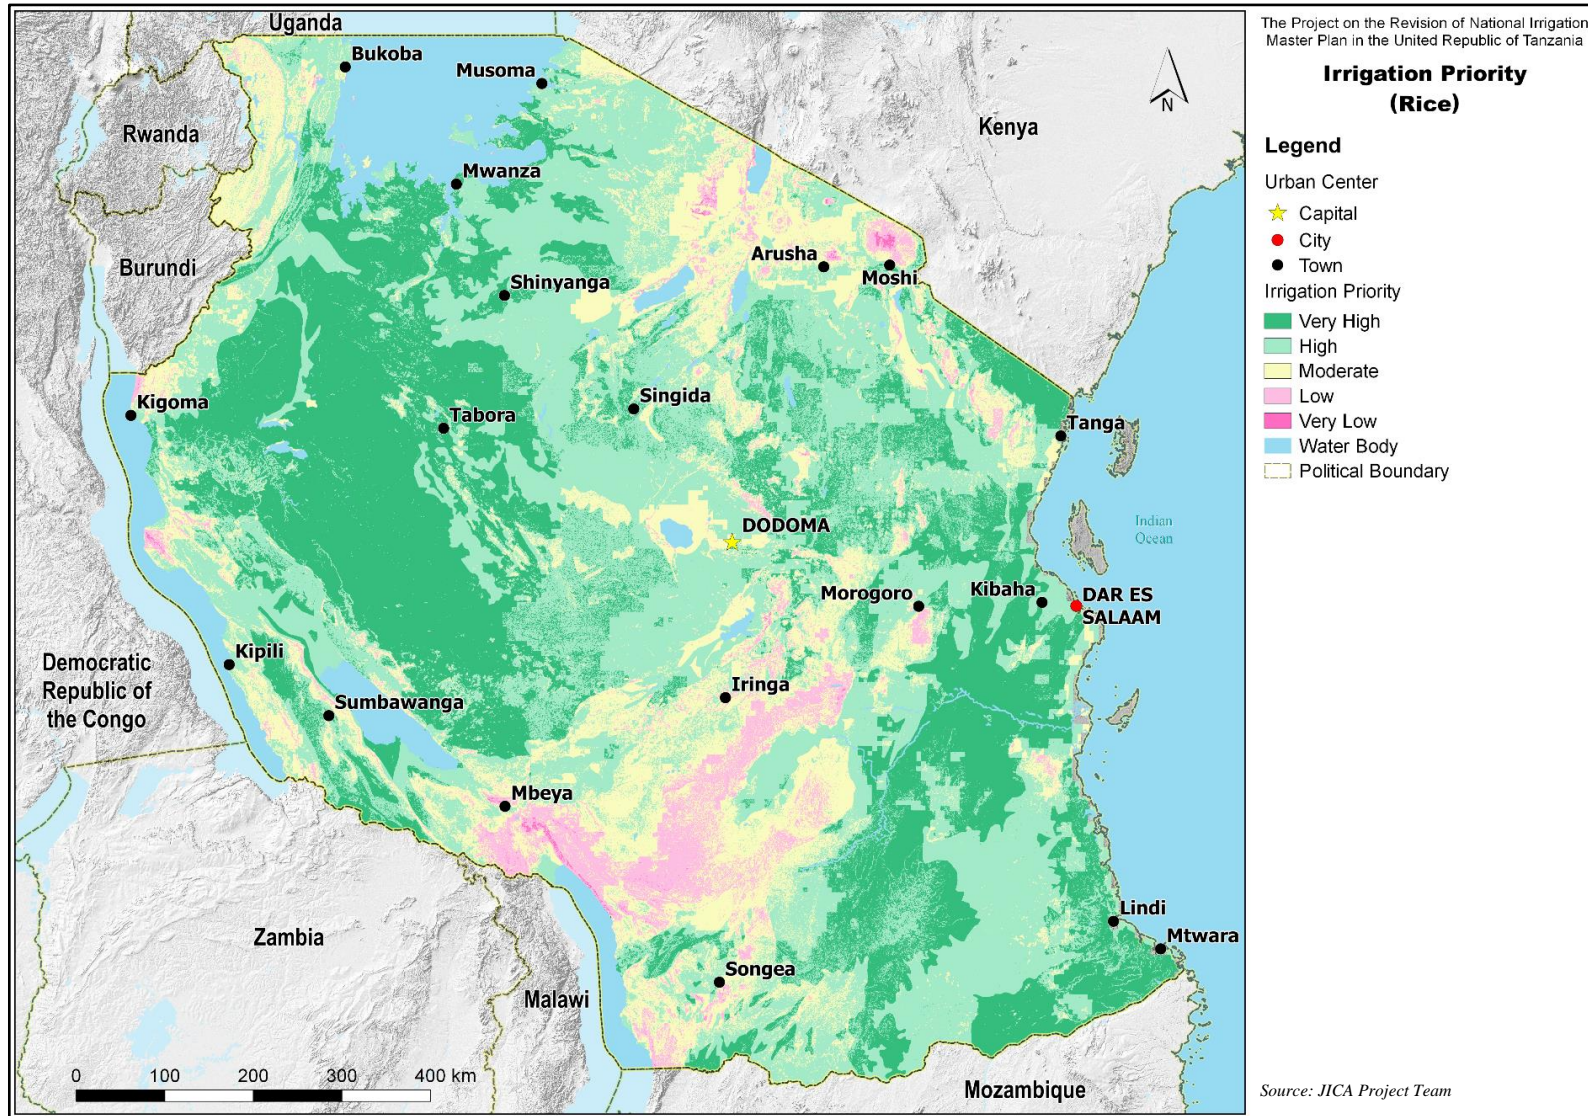 The Project on the Revision of National Irrigation
Master Plan in the United Republic of Tanzania
Irrigation Priority
(Rice)
Legend
Urban Center
Capital
City
Town
Irrigation Priority
Very High
High
Moderate
Low
Very Low
Water Body
Political Boundary
Uganda
Bukoba
Musoma
Rwanda
Kenya
N
Mwanza
Burundi
Arusha
Moshi
Shinyanga
Kigoma
Tabora
Singida
Tanga
DODOMA
Indian
Ocean
Morogoro
Kibaha
DAR ES
SALAAM
Kipili
Democratic
Republic of
the Congo
Sumbawanga
Iringa
Mbeya
Zambia
Lindi
Mtwara
Songea
Malawi
Mozambique
0 100 200 300 400 km
Source: JICA Project Team